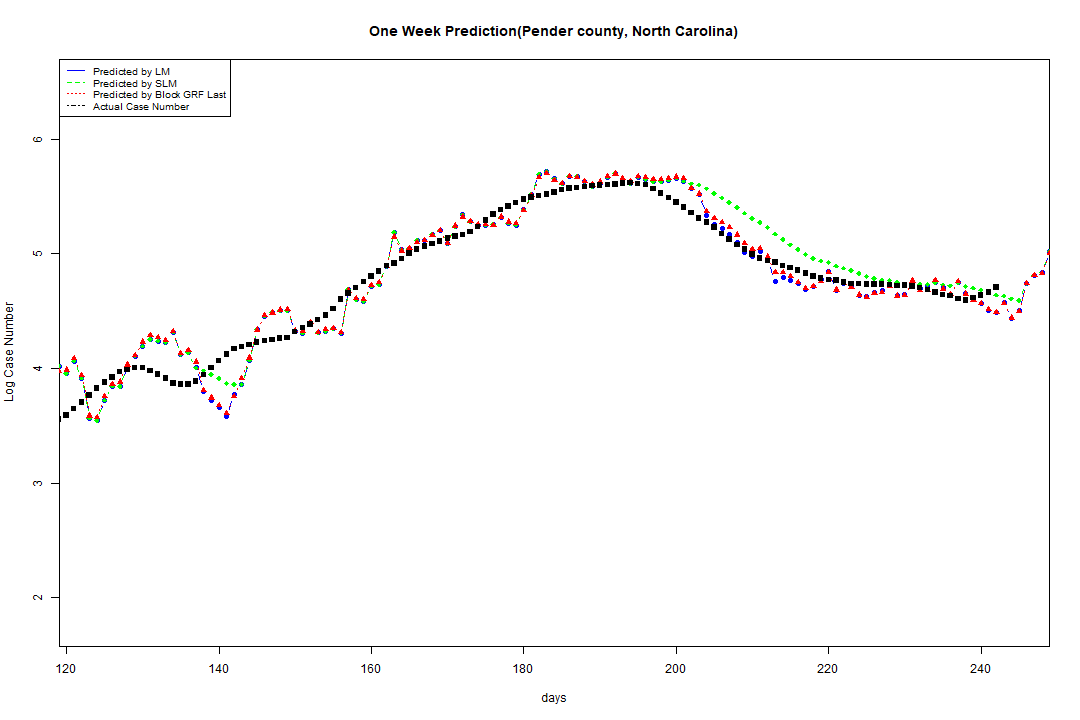 One Week Prediction(Pender county, North Carolina)
Predicted by LM
Predicted by SLM
Predicted by Block GRF Last
Actual Case Number
6
5
4
3
2
Log Case Number
120 140 160 180 200 220 240
days